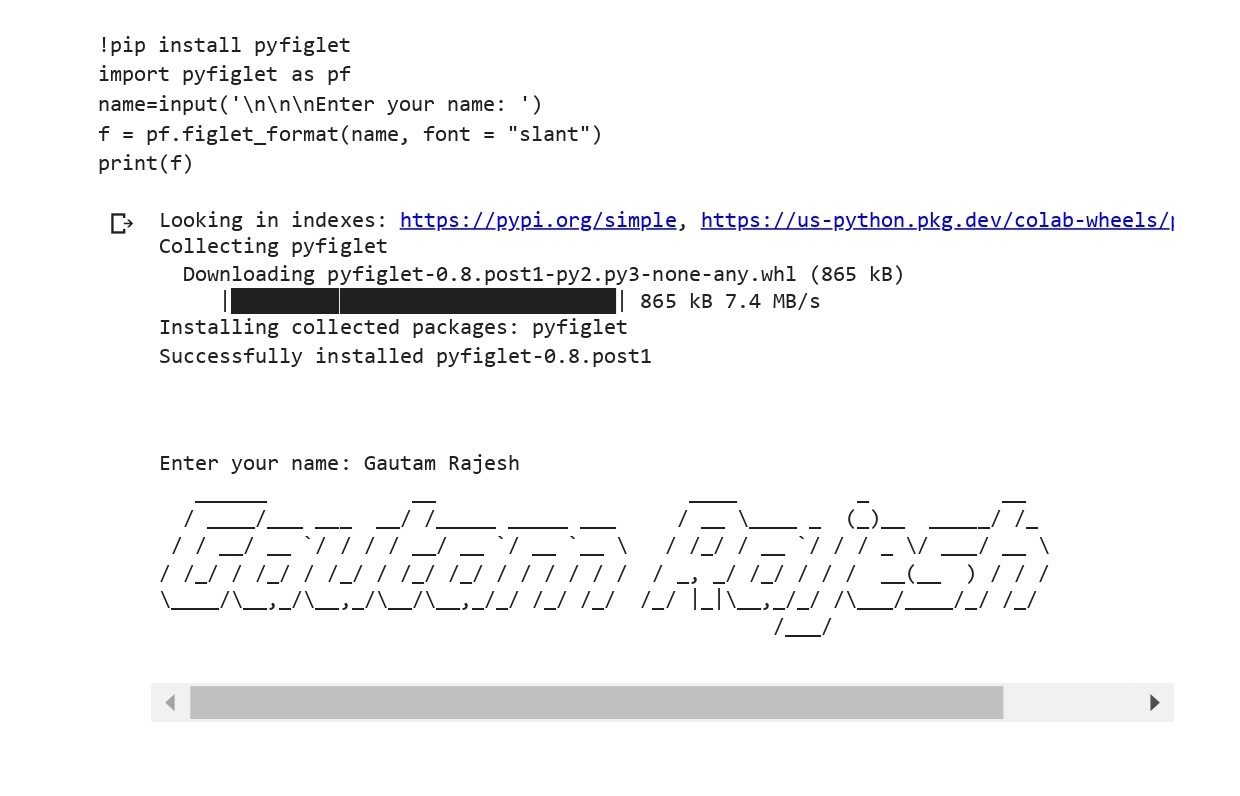 !pip install pyfiglet
import pyfiglet as pf
name=input('\n\n\nEnter your name: ')
f = pf.figlet_format(name, font = "slant")
print(f)
Looking in indexes: https://pypi.org/simple, https://us-python.pkg.dev/colab-wheels/p
Collecting pyfiglet
  Downloading pyfiglet-0.8.post1-py2.py3-none-any.whl (865 kB)
     |████████████████████████████████| 865 kB 7.4 MB/s
Installing collected packages: pyfiglet
Successfully installed pyfiglet-0.8.post1
Enter your name: Gautam Rajesh
Gautam Rajesh